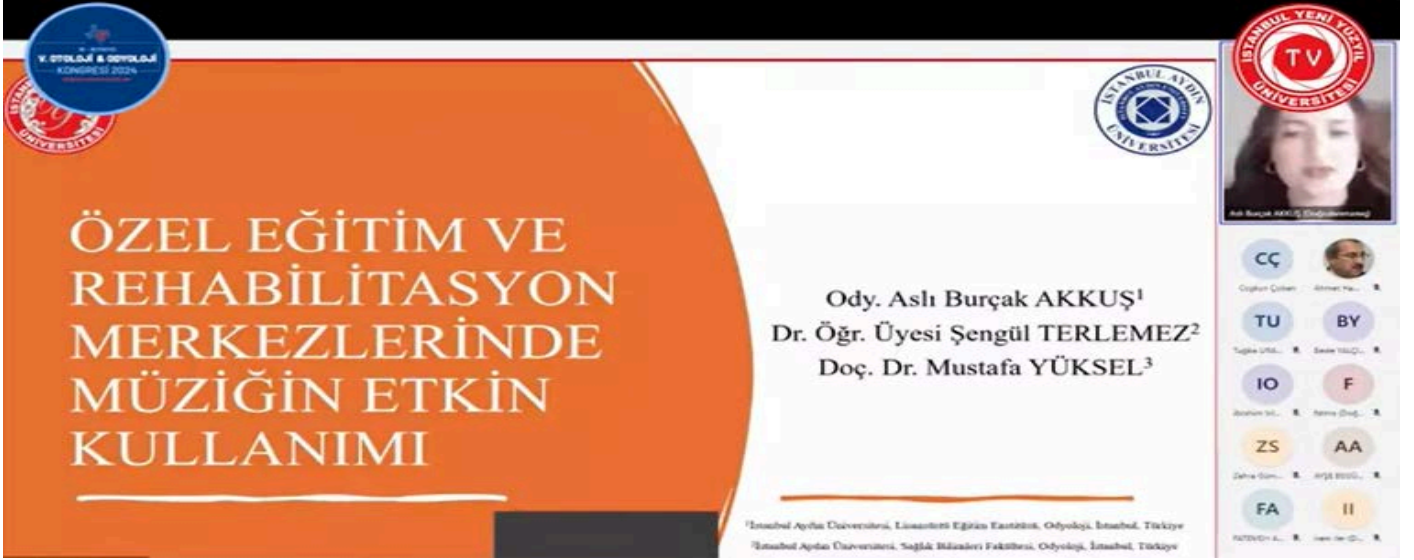 V. OTOLOJİ & ODYOLOJİ
KONGRESİ 2024
İSTANBUL YENİ YÜZYIL
TV
ÜNİVERSİTESİ
İSTANBUL AYDIN
ÜNİVERSİTESİ
ÖZEL EĞİTİM VE
REHABİLİTASYON
MERKEZLERİNDE
MÜZİĞİN ETKİN
KULLANIMI
Ody. Aslı Burçak AKKUŞ¹
Dr. Öğr. Üyesi Şengül TERLEMEZ²
Doç. Dr. Mustafa YÜKSEL³
¹İstanbul Aydın Üniversitesi, Lisansüstü Eğitim Enstitüsü, Odyoloji, İstanbul, Türkiye
²İstanbul Aydın Üniversitesi, Sağlık Bilimleri Fakültesi, Odyoloji, İstanbul, Türkiye
Aslı Burçak AKKUŞ
CÇ
TU
BY
IO
F
ZS
AA
FA
II